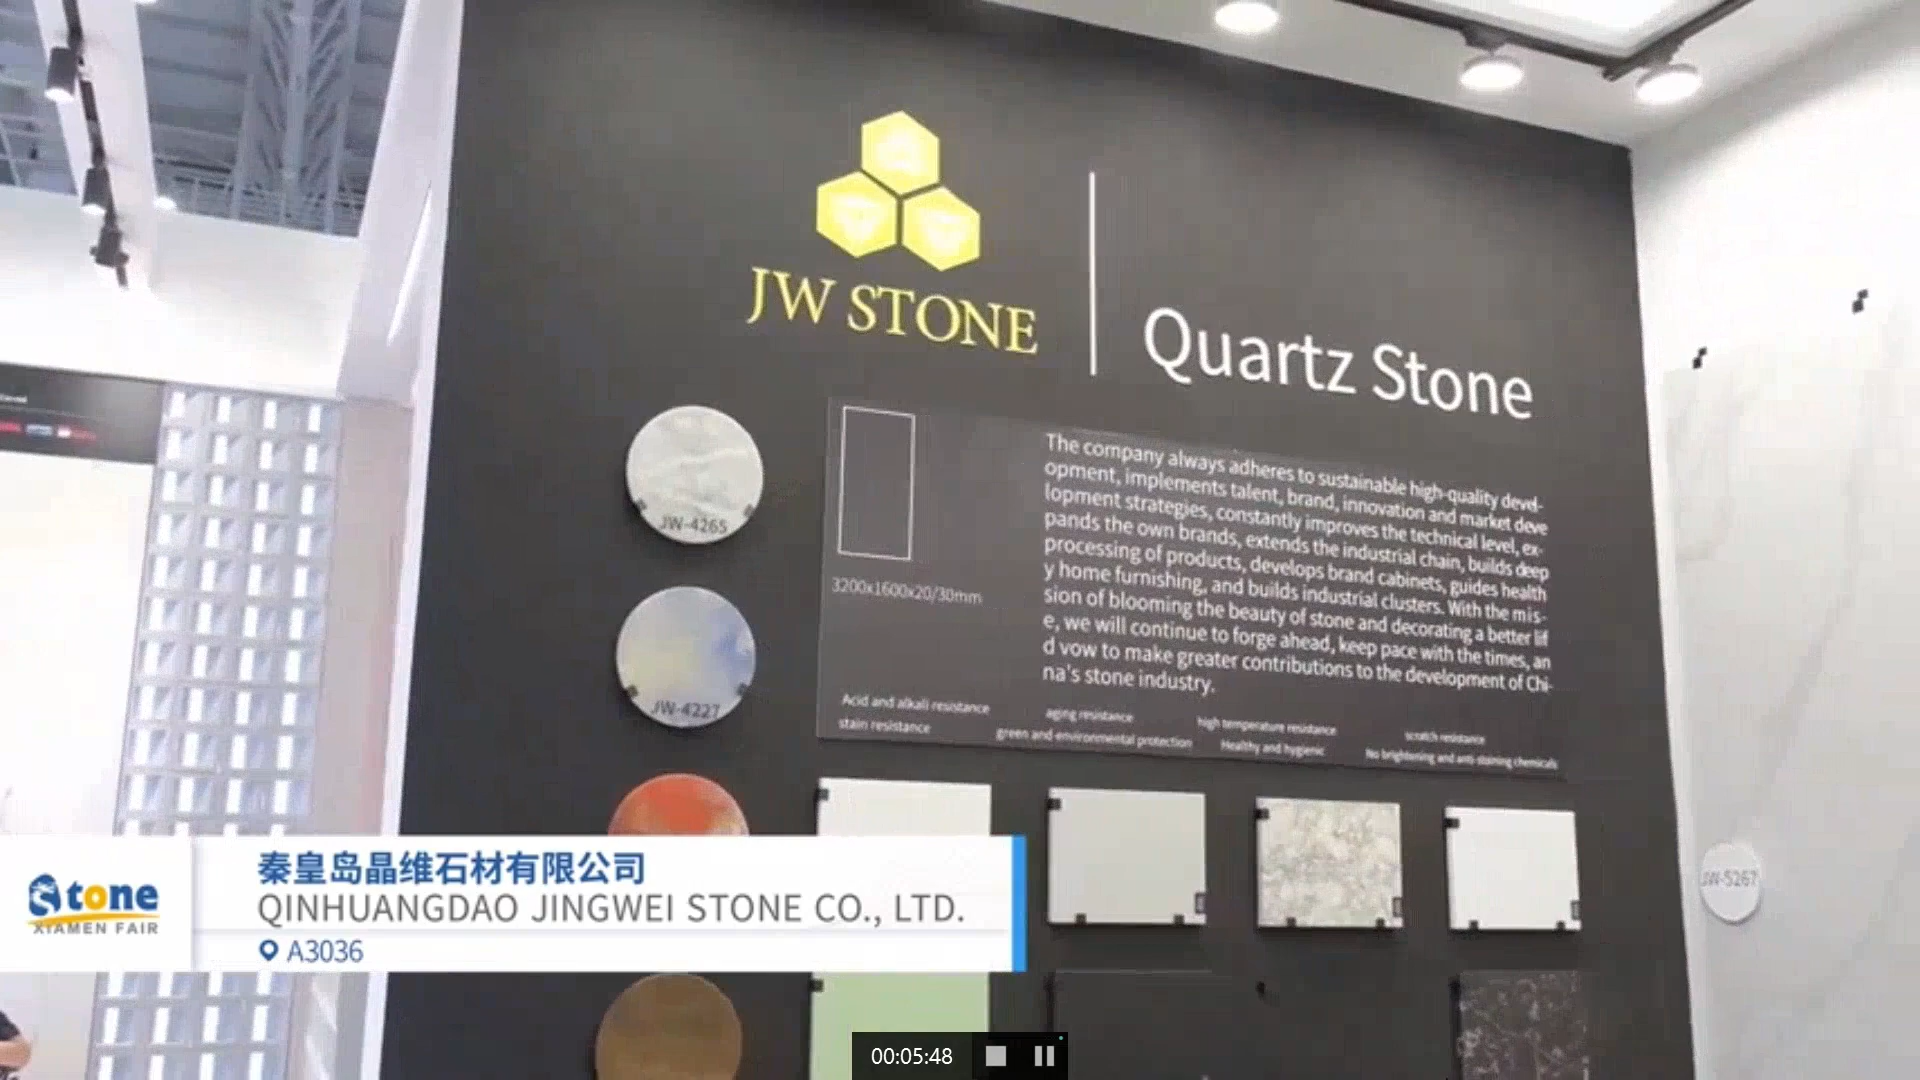 JW STONE
Quartz Stone
JW-4265
JW-4227
3200x1600x20/30mm
The company always adheres to sustainable high-quality devel-
opment, implements talent, brand, innovation and market deve
lopment strategies, constantly improves the technical level, ex-
pands the own brands, extends the industrial chain, builds deep
processing of products, develops brand cabinets, guides health
y home furnishing, and builds industrial clusters. With the mis-
sion of blooming the beauty of stone and decorating a better lif
e, we will continue to forge ahead, keep pace with the times, an
d vow to make greater contributions to the development of Chi-
na's stone industry.
Acid and alkali resistance aging resistance high temperature resistance scratch resistance
stain resistance green and environmental protection Healthy and hygienic No brightening and anti-staining chemicals
JW-5267
Stone
XIAMEN FAIR
秦皇岛晶维石材有限公司
QINHUANGDAO JINGWEI STONE CO., LTD.
A3036
00:05:48